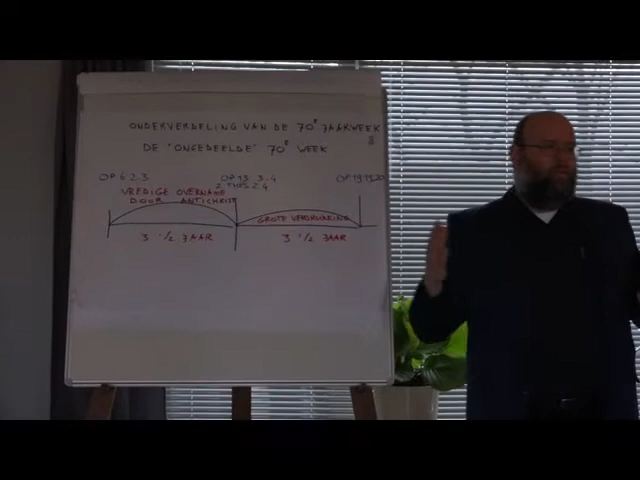 ONDERVERDELING VAN DE 70E JAARWEEK
DE "ONGEDEELDE" 70E WEEK
OP 6 2.3 OP 13 3-4 OP 19 19,20
2 THES 2.4
VREDIGE OVERNAME
DOOR ANTICHRIST
GROTE VERDRUKKING
3 1/2 JAAR 3 1/2 JAAR